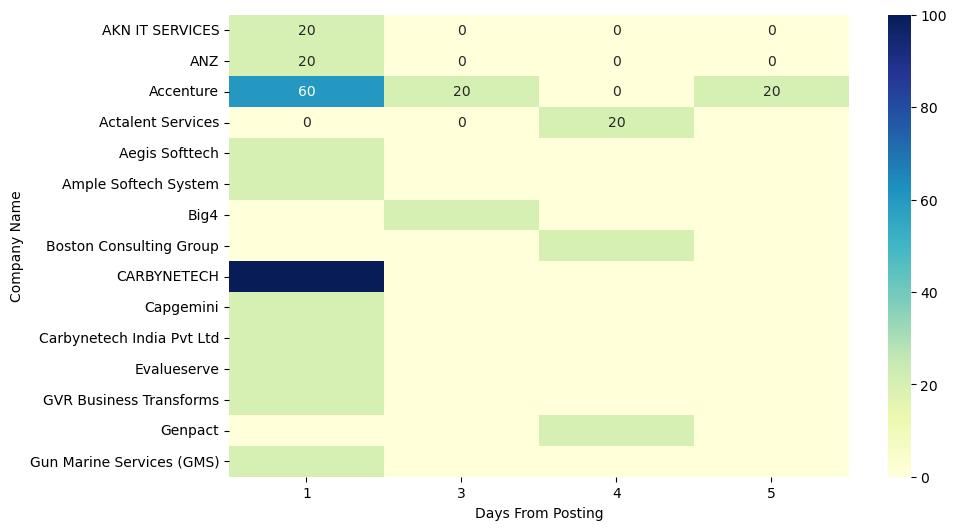 AKN IT SERVICES 20 0 0 0
ANZ 20 0 0 0
Accenture 60 20 0 20
Actalent Services 0 0 20
Aegis Softtech
Ample Softech System
Big4
Boston Consulting Group
CARBYNETECH
Capgemini
Carbynetech India Pvt Ltd
Evalueserve
GVR Business Transforms
Genpact
Gun Marine Services (GMS)
1 3 4 5
Days From Posting
Company Name
100
80
60
40
20
0